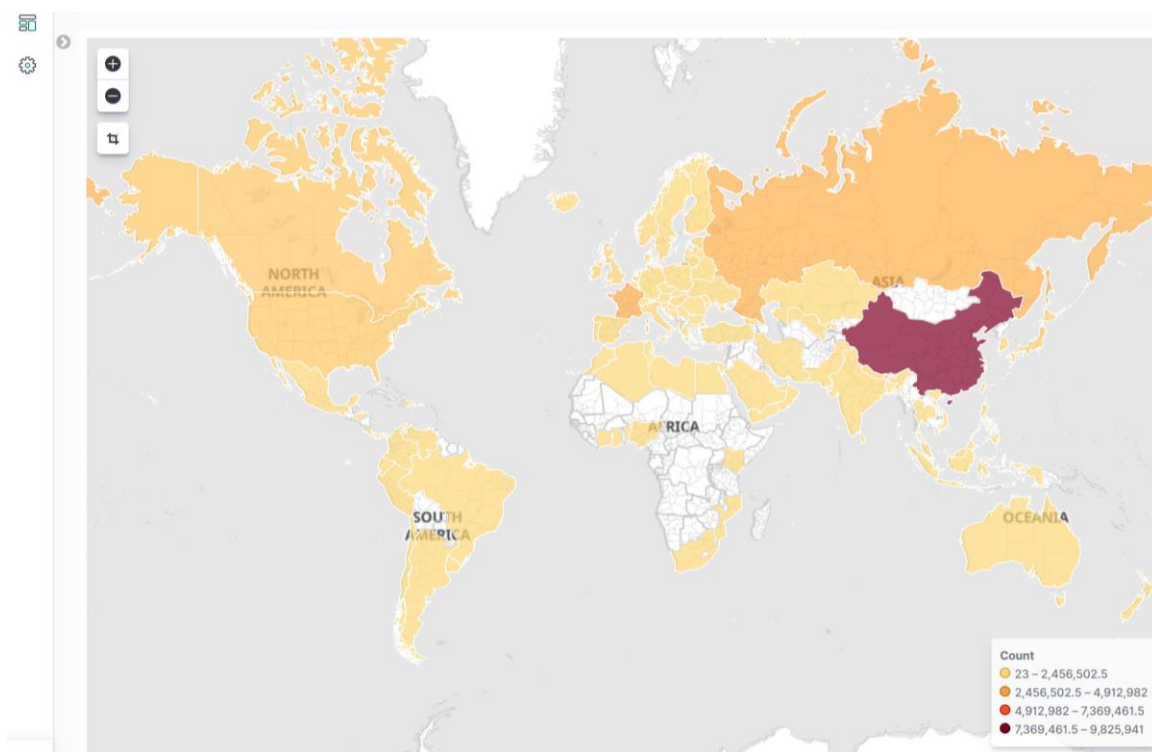 NORTH
AMERICA
ASIA
AFRICA
SOUTH
AMERICA
OCEANIA
Count
23 – 2,456,502.5
2,456,502.5 – 4,912,982
4,912,982 – 7,369,461.5
7,369,461.5 – 9,825,941